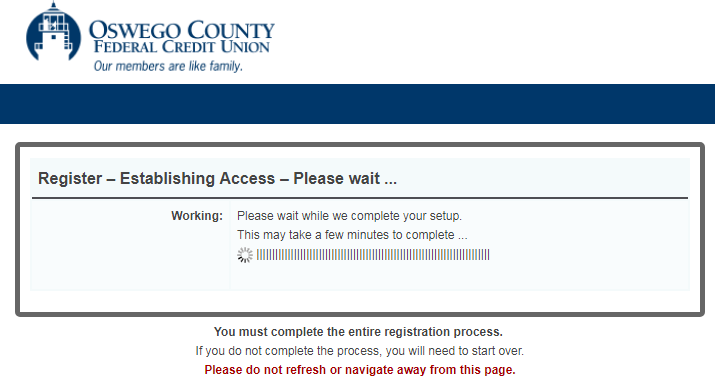 OSWEGO COUNTY
FEDERAL CREDIT UNION
Our members are like family.
Register – Establishing Access – Please wait ...
Working: Please wait while we complete your setup.
This may take a few minutes to complete ...
You must complete the entire registration process.
If you do not complete the process, you will need to start over.
Please do not refresh or navigate away from this page.